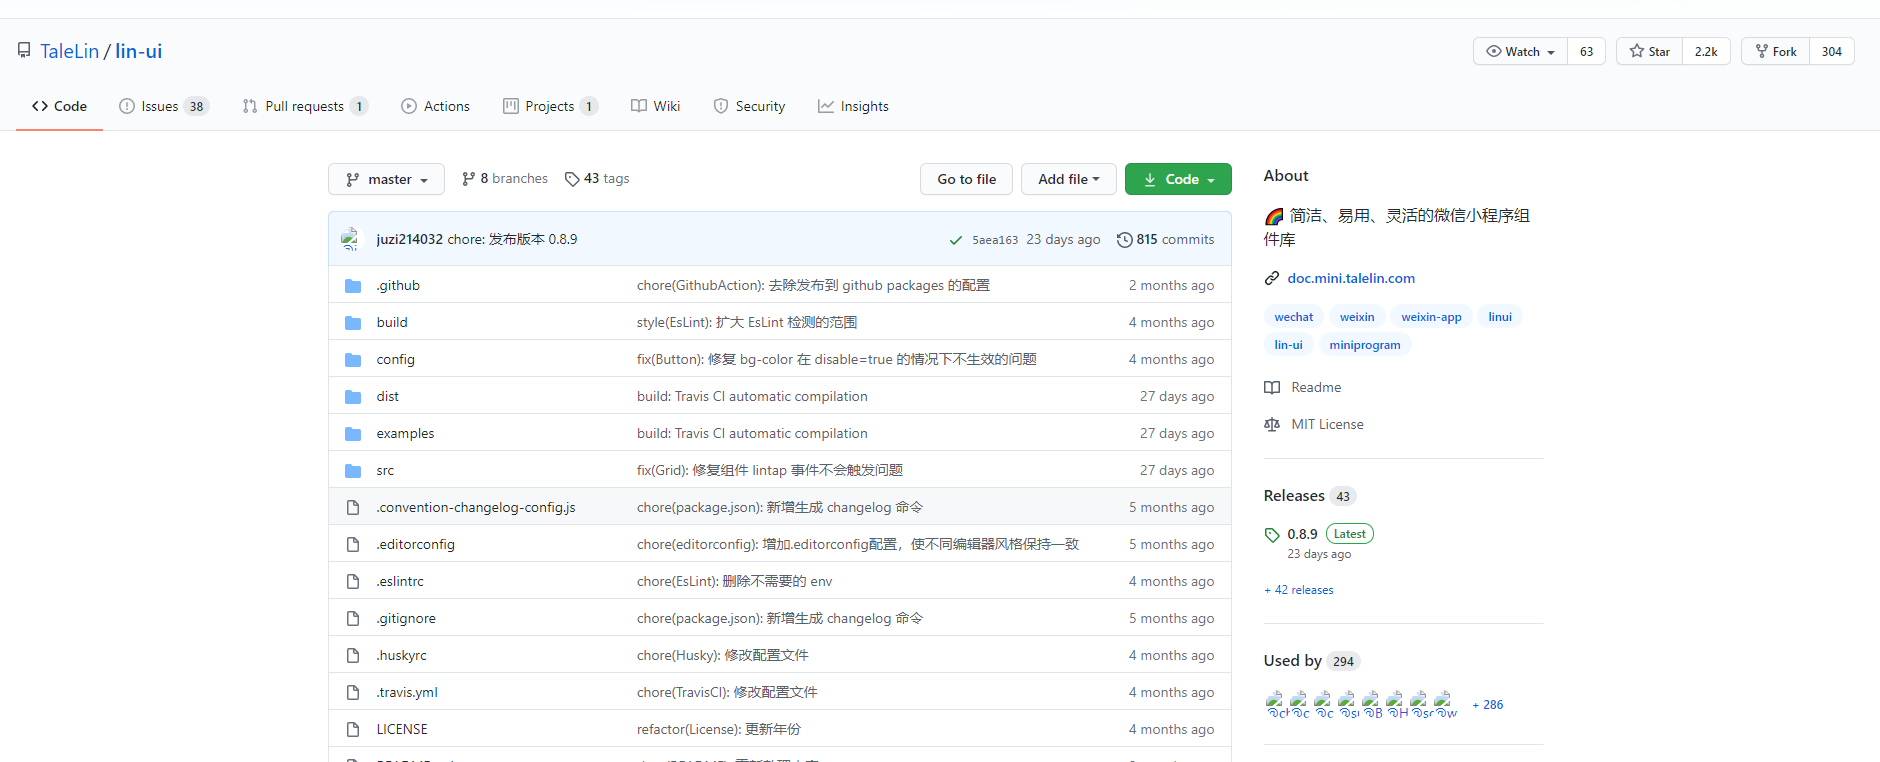 TaleLin / lin-ui
Watch 63 Star 2.2k Fork 304
Code Issues 38 Pull requests 1 Actions Projects 1 Wiki Security Insights
master 8 branches 43 tags Go to file Add file Code
juzi214032 chore: 发布版本 0.8.9 5aea163 23 days ago 815 commits
.github chore(GithubAction): 去除发布到 github packages 的配置 2 months ago
build style(EsLint): 扩大 EsLint 检测的范围 4 months ago
config fix(Button): 修复 bg-color 在 disable=true 的情况下不生效的问题 4 months ago
dist build: Travis CI automatic compilation 27 days ago
examples build: Travis CI automatic compilation 27 days ago
src fix(Grid): 修复组件 lintap 事件不会触发问题 27 days ago
.convention-changelog-config.js chore(package.json): 新增生成 changelog 命令 5 months ago
.editorconfig chore(editorconfig): 增加.editorconfig配置，使不同编辑器风格保持一致 5 months ago
.eslintrc chore(EsLint): 删除不需要的 env 4 months ago
.gitignore chore(package.json): 新增生成 changelog 命令 5 months ago
.huskyrc chore(Husky): 修改配置文件 4 months ago
.travis.yml chore(TravisCI): 修改配置文件 4 months ago
LICENSE refactor(License): 更新年份 4 months ago
About
🌈 简洁、易用、灵活的微信小程序组
件库
doc.mini.talelin.com
wechat weixin weixin-app linui
lin-ui miniprogram
Readme
MIT License
Releases 43
0.8.9 Latest
23 days ago
+ 42 releases
Used by 294
+ 286